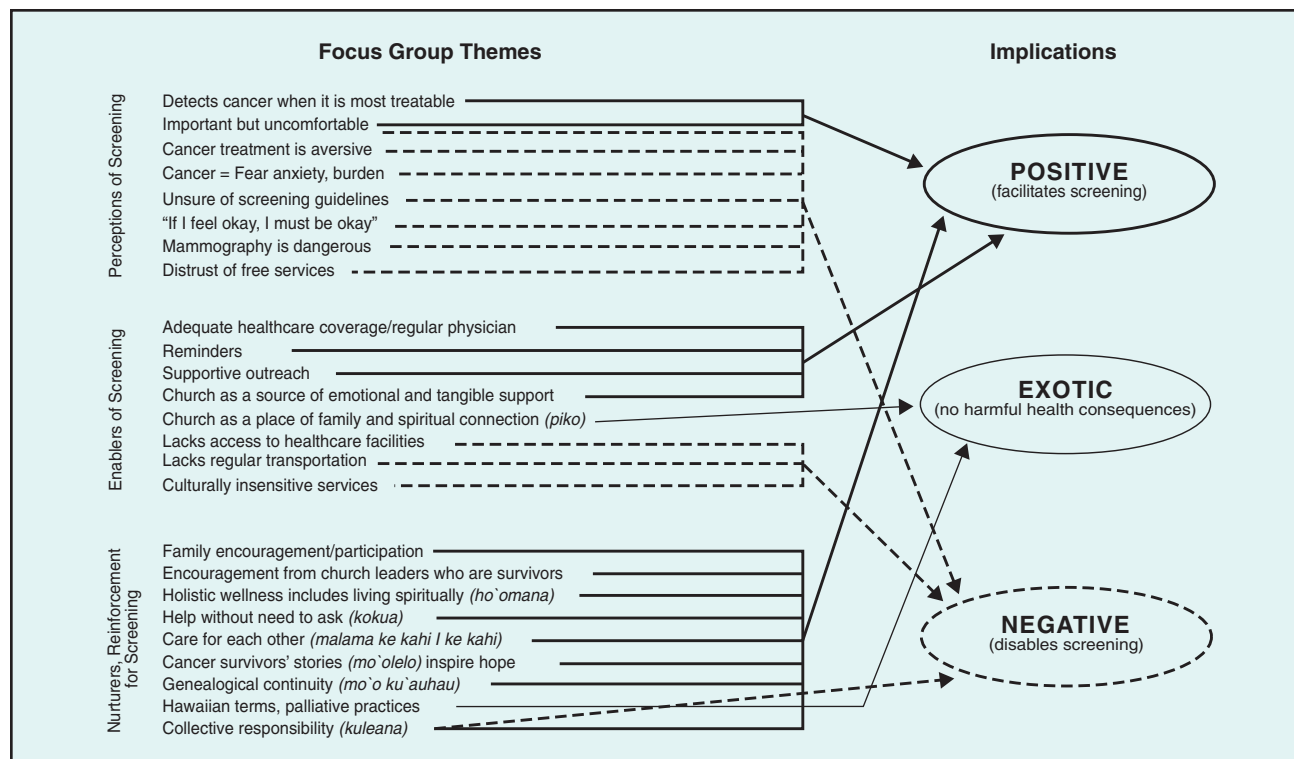 Focus Group Themes
Implications
Perceptions of Screening
Detects cancer when it is most treatable
Important but uncomfortable
Cancer treatment is aversive
Cancer = Fear anxiety, burden
Unsure of screening guidelines
“If I feel okay, I must be okay”
Mammography is dangerous
Distrust of free services
Enablers of Screening
Adequate healthcare coverage/regular physician
Reminders
Supportive outreach
Church as a source of emotional and tangible support
Church as a place of family and spiritual connection (piko)
Lacks access to healthcare facilities
Lacks regular transportation
Culturally insensitive services
Nurturers, Reinforcement
for Screening
Family encouragement/participation
Encouragement from church leaders who are survivors
Holistic wellness includes living spiritually (ho`omana)
Help without need to ask (kokua)
Care for each other (malama ke kahi I ke kahi)
Cancer survivors’ stories (mo`olelo) inspire hope
Genealogical continuity (mo`o ku`auhau)
Hawaiian terms, palliative practices
Collective responsibility (kuleana)
POSITIVE
(facilitates screening)
EXOTIC
(no harmful health consequences)
NEGATIVE
(disables screening)